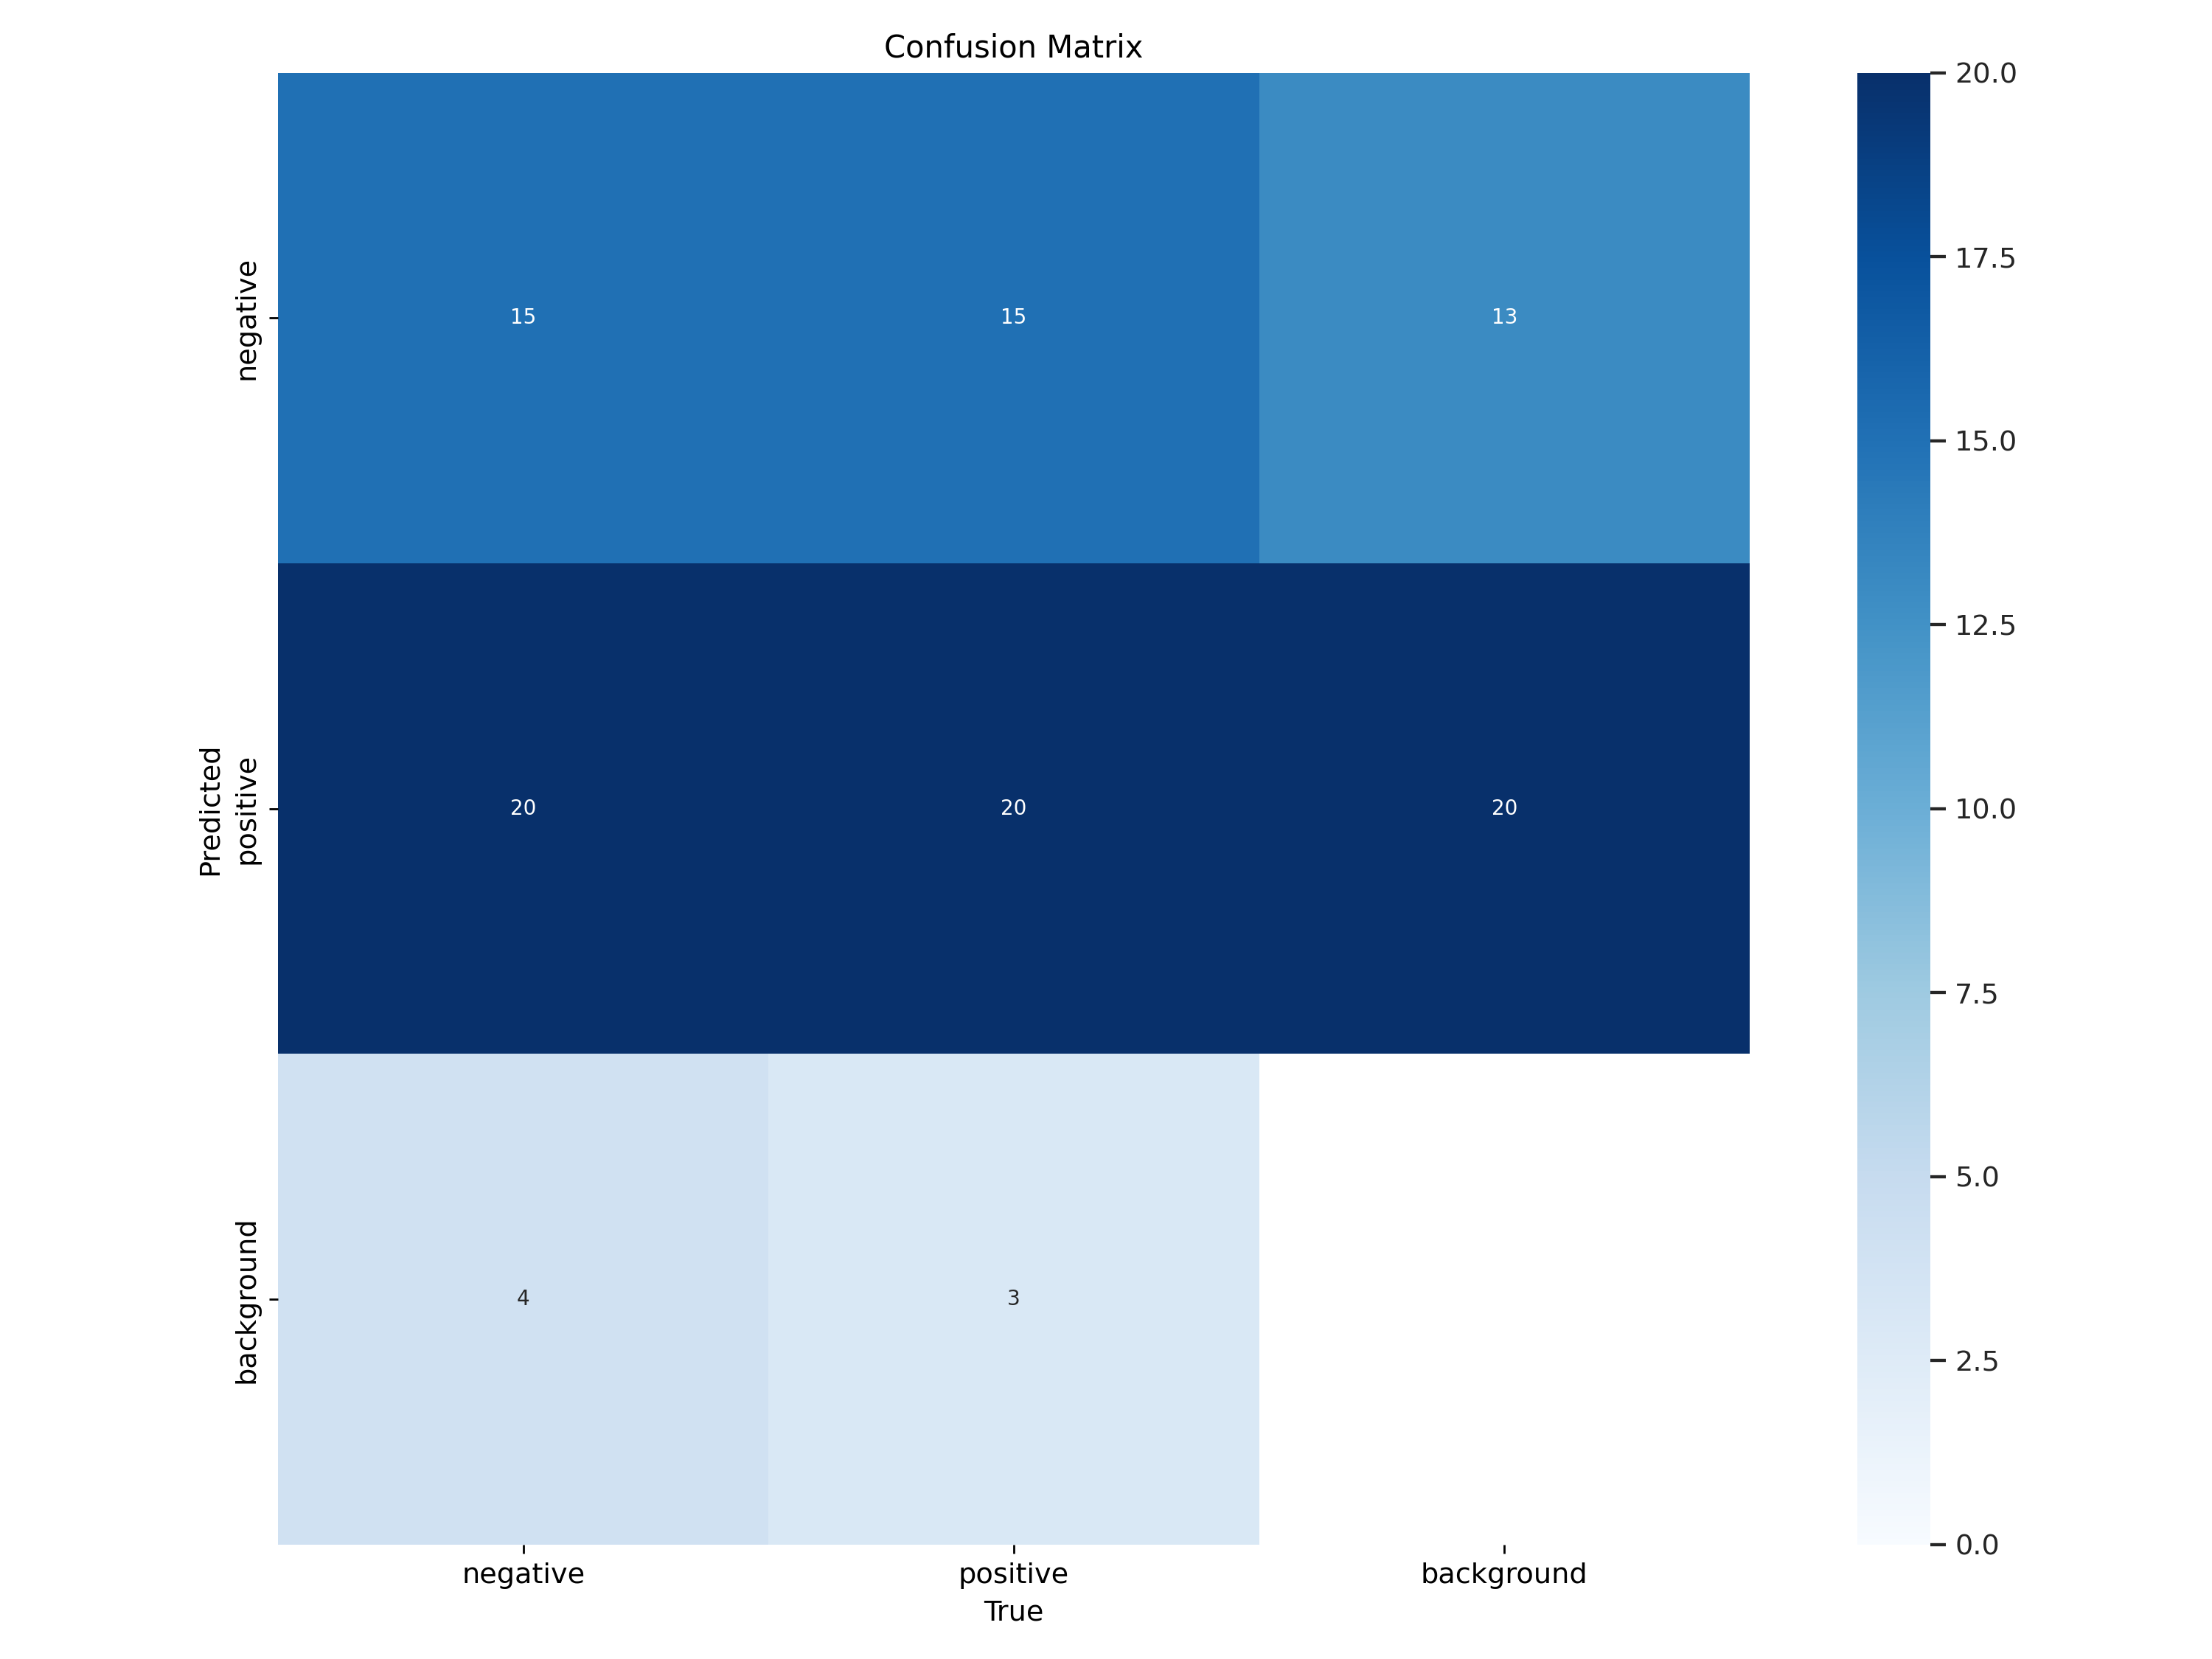 Confusion Matrix
negative
15
15
13
Predicted
positive
20
20
20
background
4
3
negative
positive
background
True
20.0
17.5
15.0
12.5
10.0
7.5
5.0
2.5
0.0